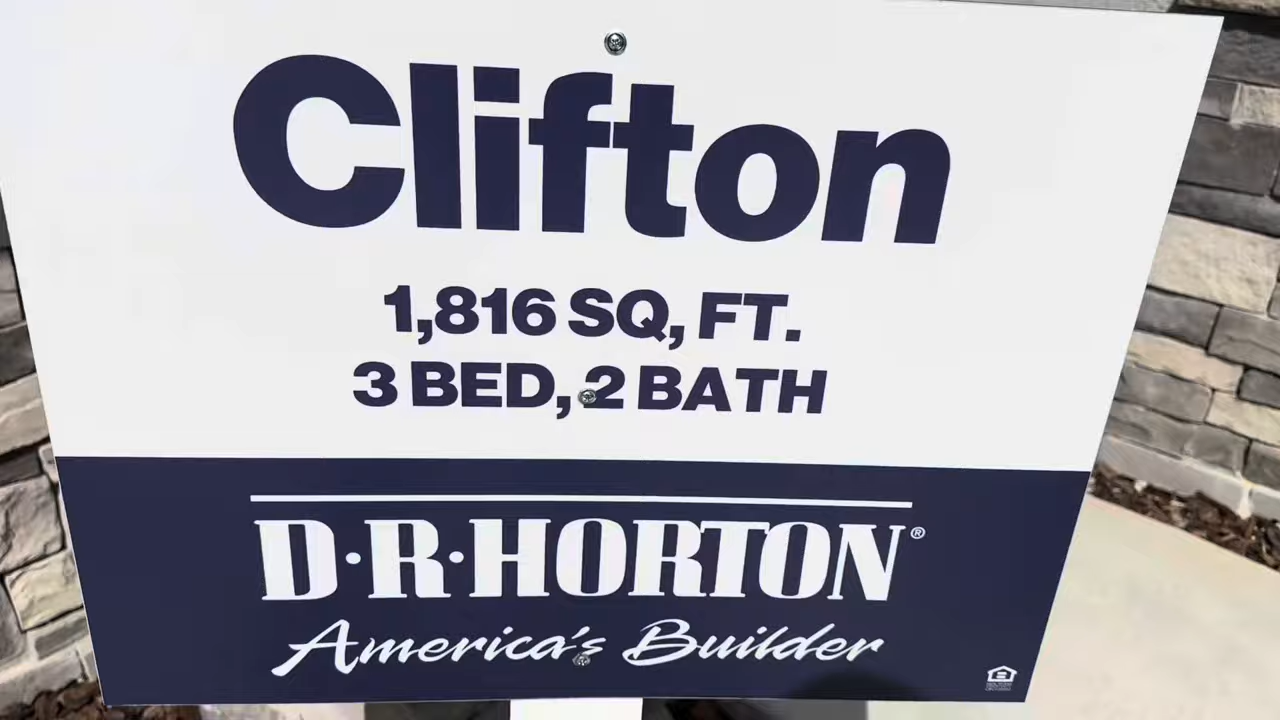 Clifton
1,816 SQ, FT.
3 BED, 2 BATH
D·R·HORTON®
America's Builder